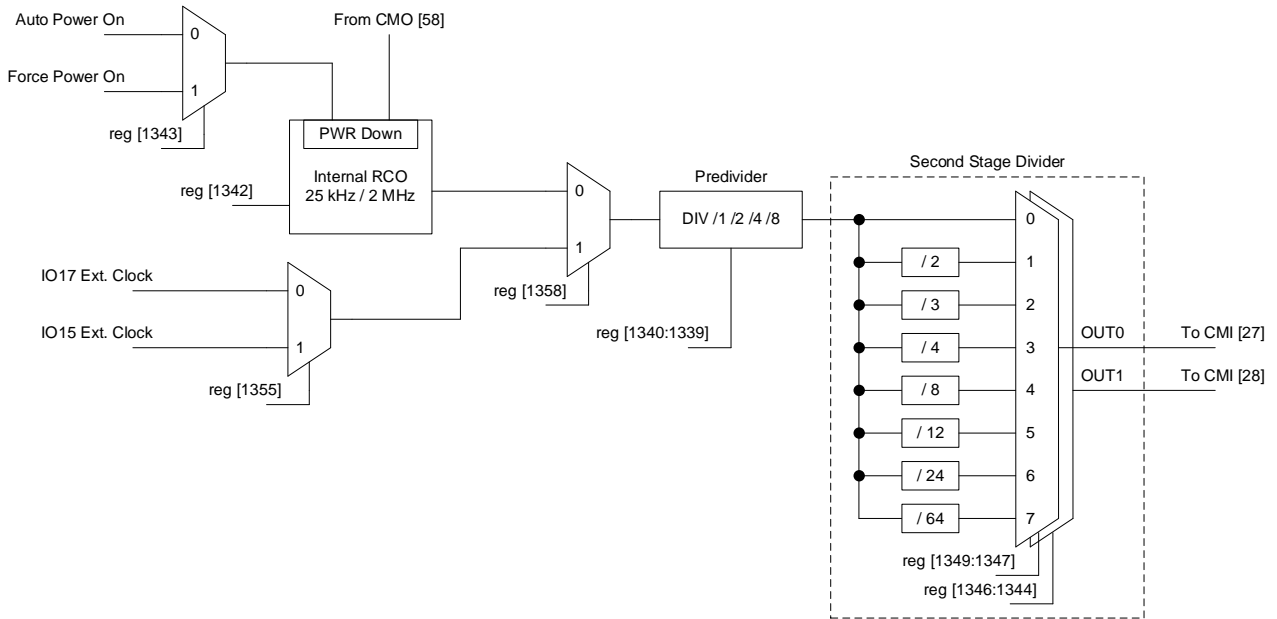 Auto Power On
From CMO [58]
0
Force Power On
1
reg [1343]
PWR Down
Internal RCO
25 kHz / 2 MHz
reg [1342]
0
1
reg [1358]
Predivider
DIV /1 /2 /4 /8
reg [1340:1339]
IO17 Ext. Clock
0
IO15 Ext. Clock
1
reg [1355]
Second Stage Divider
0
/ 2
1
/ 3
2
/ 4
3
/ 8
4
/ 12
5
/ 24
6
/ 64
7
OUT0
To CMI [27]
OUT1
To CMI [28]
reg [1349:1347]
reg [1346:1344]